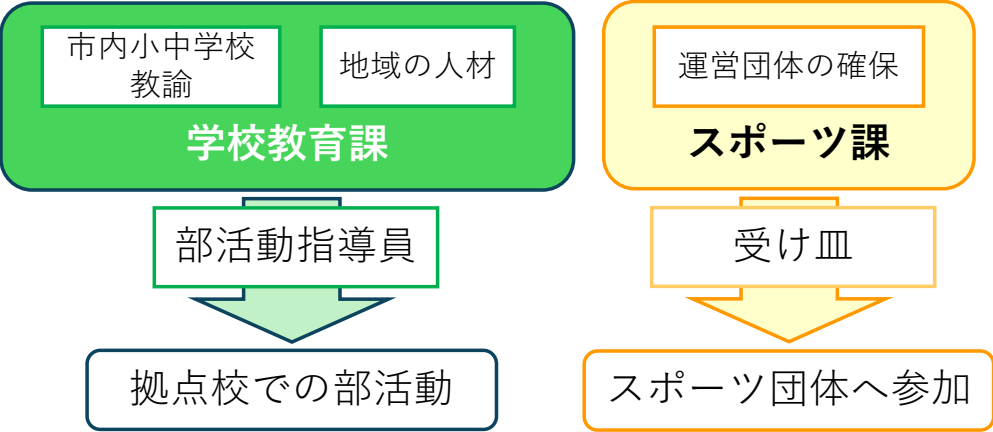 市内小中学校
教諭
地域の人材
学校教育課
部活動指導員
拠点校での部活動
運営団体の確保
スポーツ課
受け皿
スポーツ団体へ参加